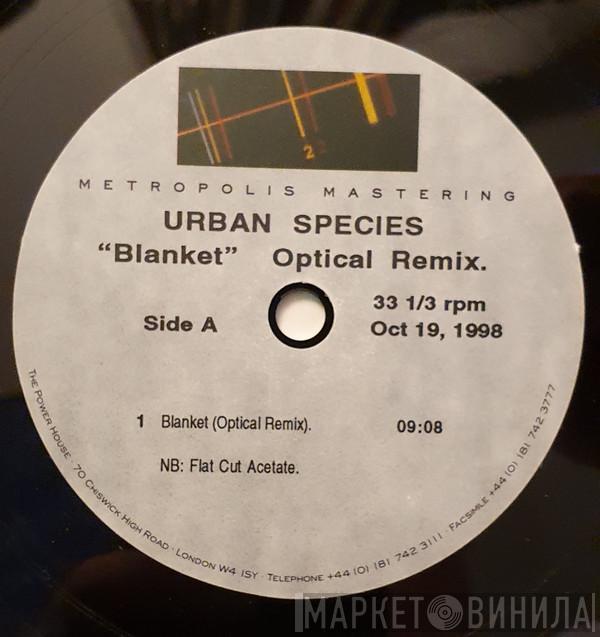 2
METROPOLIS MASTERING
URBAN SPECIES
“Blanket” Optical Remix.
Side A
33 1/3 rpm
Oct 19, 1998
1 Blanket (Optical Remix). 09:08
NB: Flat Cut Acetate.
THE POWER HOUSE · 70 CHISWICK HIGH ROAD · LONDON W4 1SY · TELEPHONE +44 (0) 181 742 3111 · FACSIMILE +44 (0) 181 742 3777
МАРКЕТ ВИНИЛА